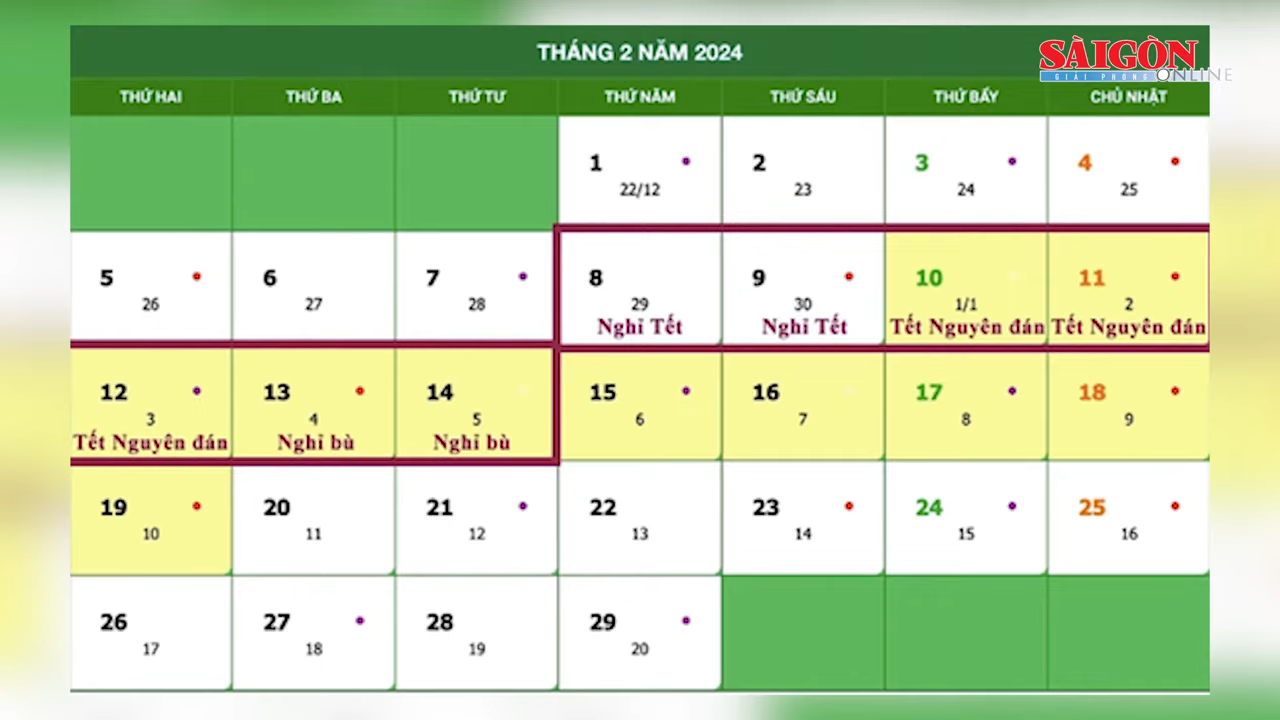 THÁNG 2 NĂM 2024
SÀIGÒN
GIẢI PHÓNG ONLINE
THỨ HAI THỨ BA THỨ TƯ THỨ NĂM THỨ SÁU THỨ BẨY CHỦ NHẬT
1 2 3 4
22/12 23 24 25
5 6 7 8 9 10 11
26 27 28 29 30 1/1 2
Nghỉ Tết Nghỉ Tết Tết Nguyên đán Tết Nguyên đán
12 13 14 15 16 17 18
3 4 5 6 7 8 9
Tết Nguyên đán Nghỉ bù Nghỉ bù
19 20 21 22 23 24 25
10 11 12 13 14 15 16
26 27 28 29
17 18 19 20